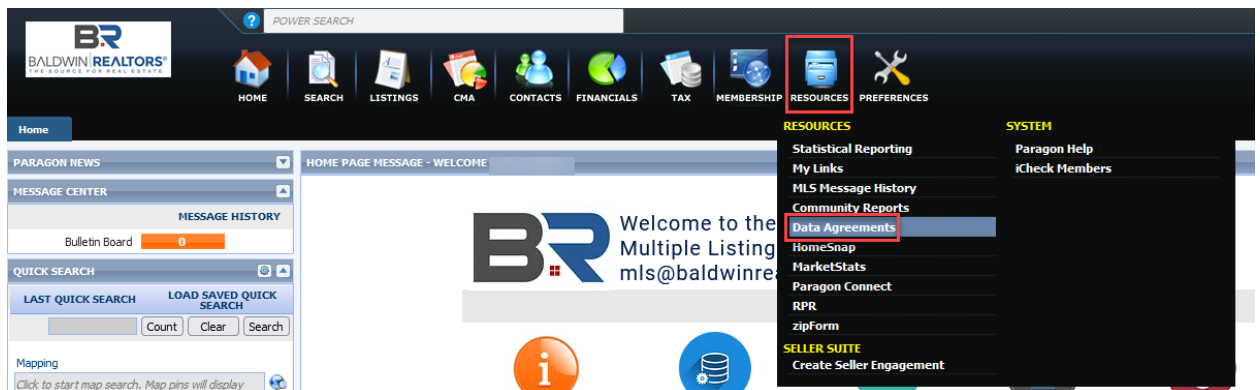 POWER SEARCH
BR
BALDWIN REALTORS®
THE SOURCE FOR REAL ESTATE
HOME SEARCH LISTINGS CMA CONTACTS FINANCIALS TAX MEMBERSHIP RESOURCES PREFERENCES
Home
RESOURCES
Statistical Reporting
My Links
MLS Message History
Community Reports
Data Agreements
HomeSnap
MarketStats
Paragon Connect
RPR
zipForm
SELLER SUITE
Create Seller Engagement
SYSTEM
Paragon Help
iCheck Members
PARAGON NEWS
MESSAGE CENTER
MESSAGE HISTORY
Bulletin Board 0
QUICK SEARCH
LAST QUICK SEARCH
LOAD SAVED QUICK
SEARCH
Count Clear Search
Mapping
Click to start map search. Map pins will display
HOME PAGE MESSAGE - WELCOME
BR
Welcome to the
Multiple Listing
mls@baldwinrea